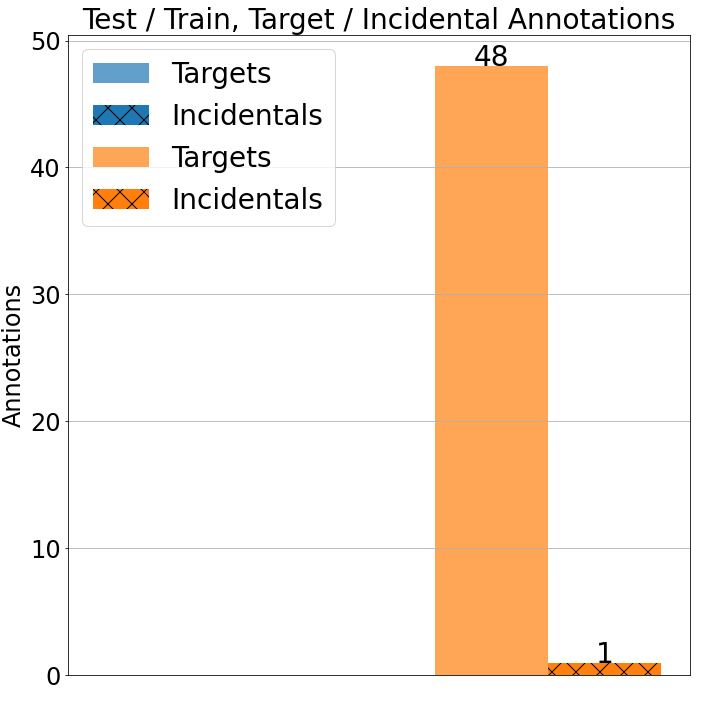 Test / Train, Target / Incidental Annotations
50
40
30
20
10
0
Annotations
Targets
Incidentals
Targets
Incidentals
48
1